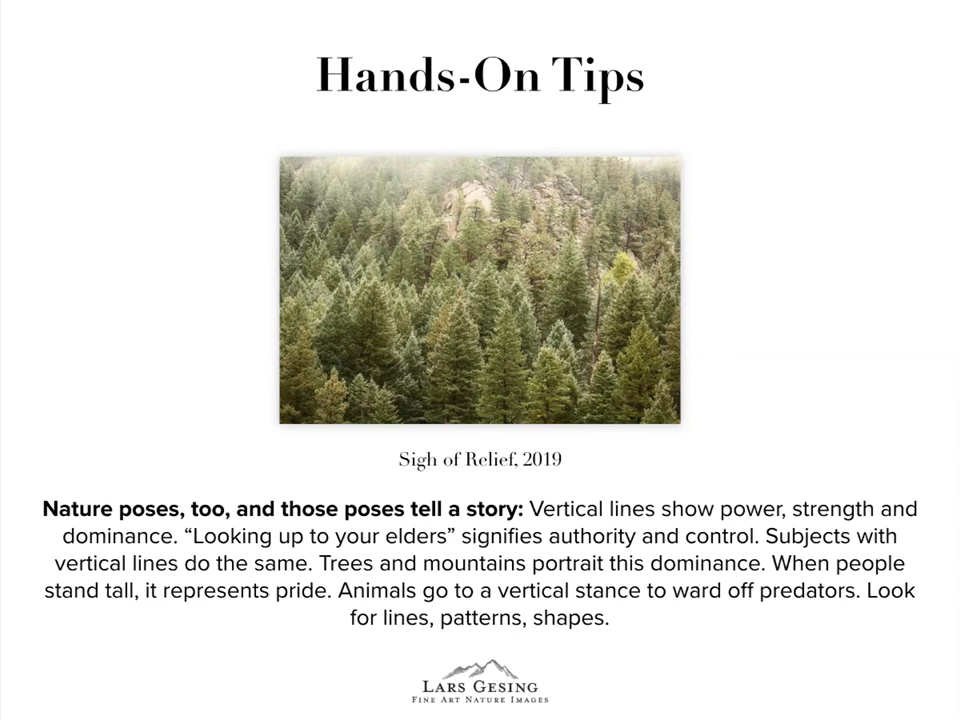 Hands-On Tips
Sigh of Relief, 2019
Nature poses, too, and those poses tell a story: Vertical lines show power, strength and
dominance. “Looking up to your elders” signifies authority and control. Subjects with
vertical lines do the same. Trees and mountains portrait this dominance. When people
stand tall, it represents pride. Animals go to a vertical stance to ward off predators. Look
for lines, patterns, shapes.
Lars Gesing
Fine Art Nature Images